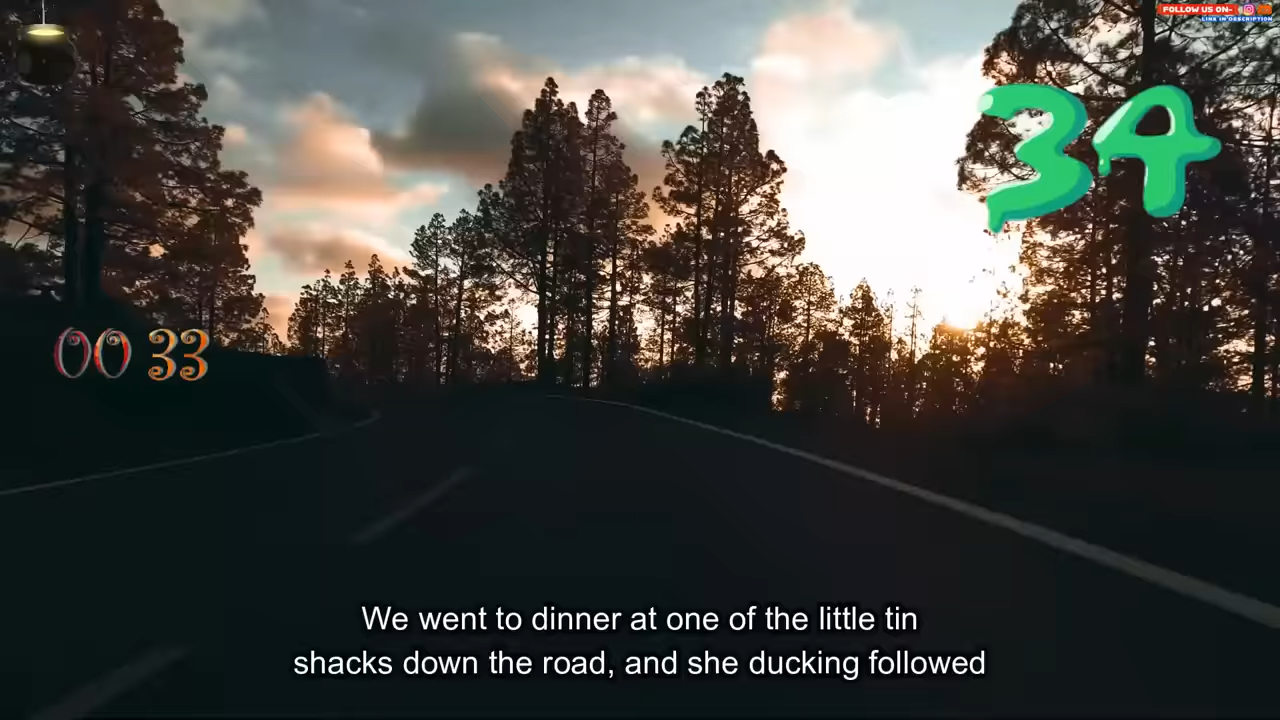 FOLLOW US ON-
LINK IN DESCRIPTION
34
00 33
We went to dinner at one of the little tin
shacks down the road, and she ducking followed